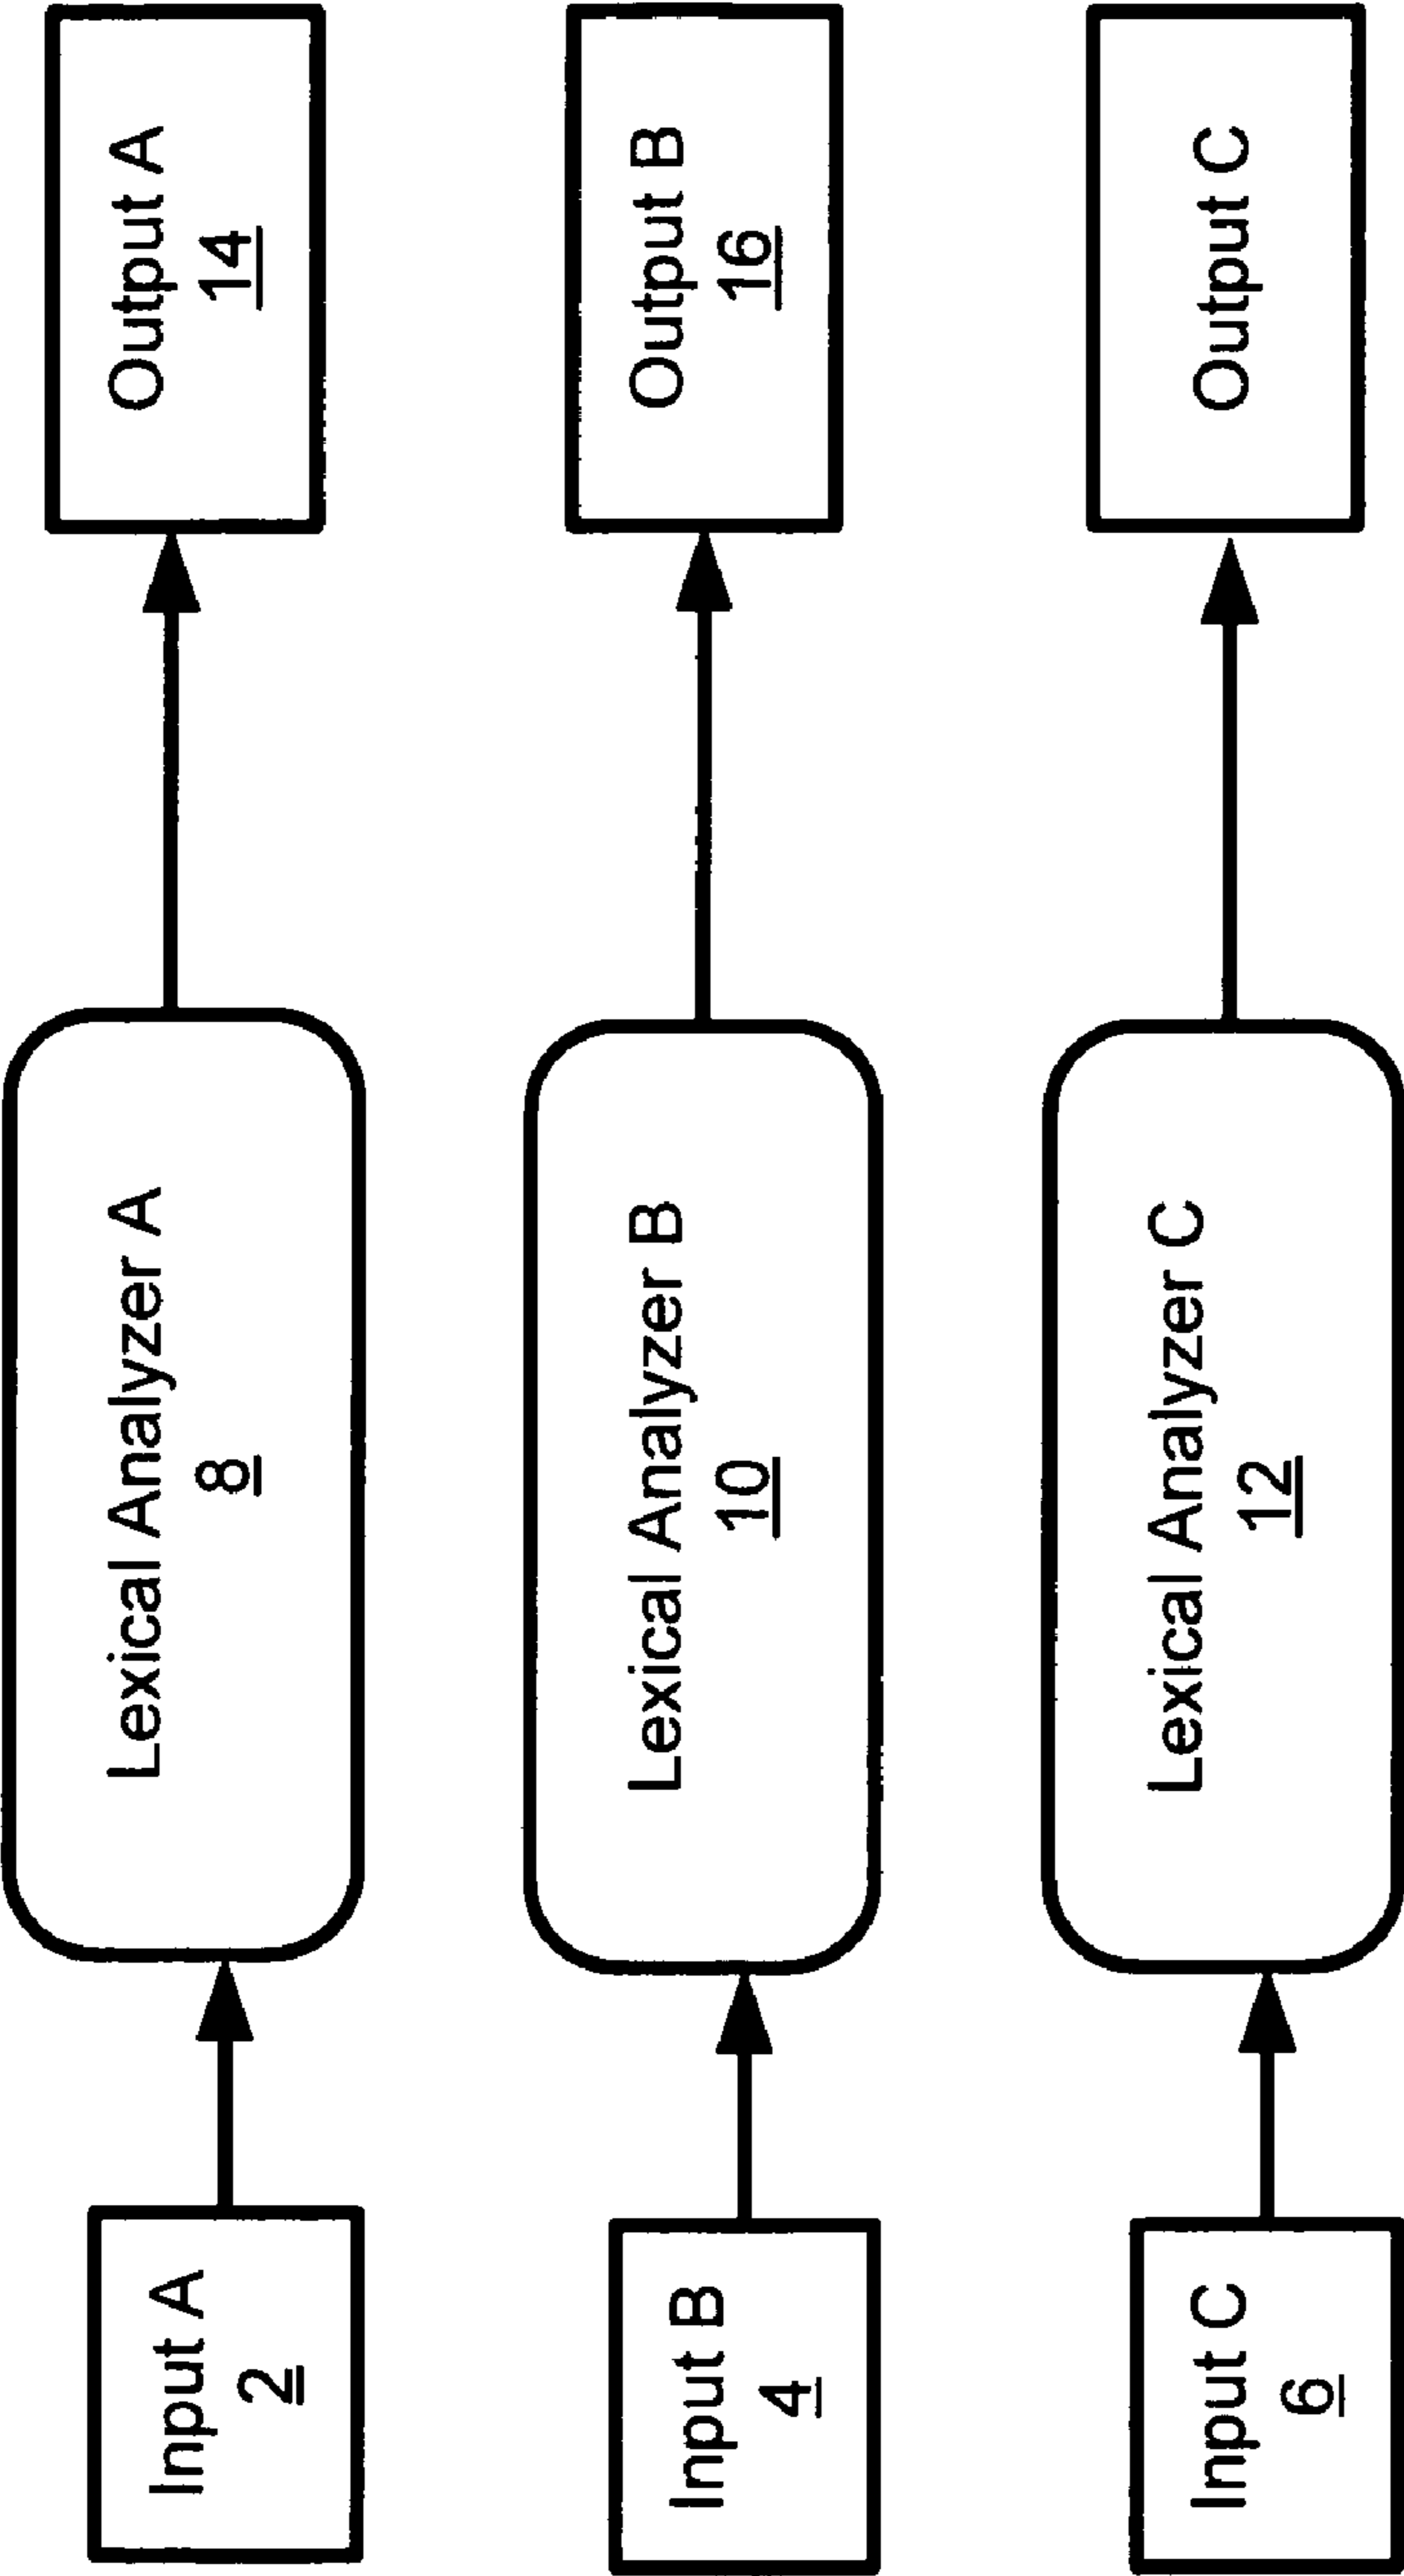 Input A
2
Lexical Analyzer A
8
Output A
14
Input B
4
Lexical Analyzer B
10
Output B
16
Input C
6
Lexical Analyzer C
12
Output C